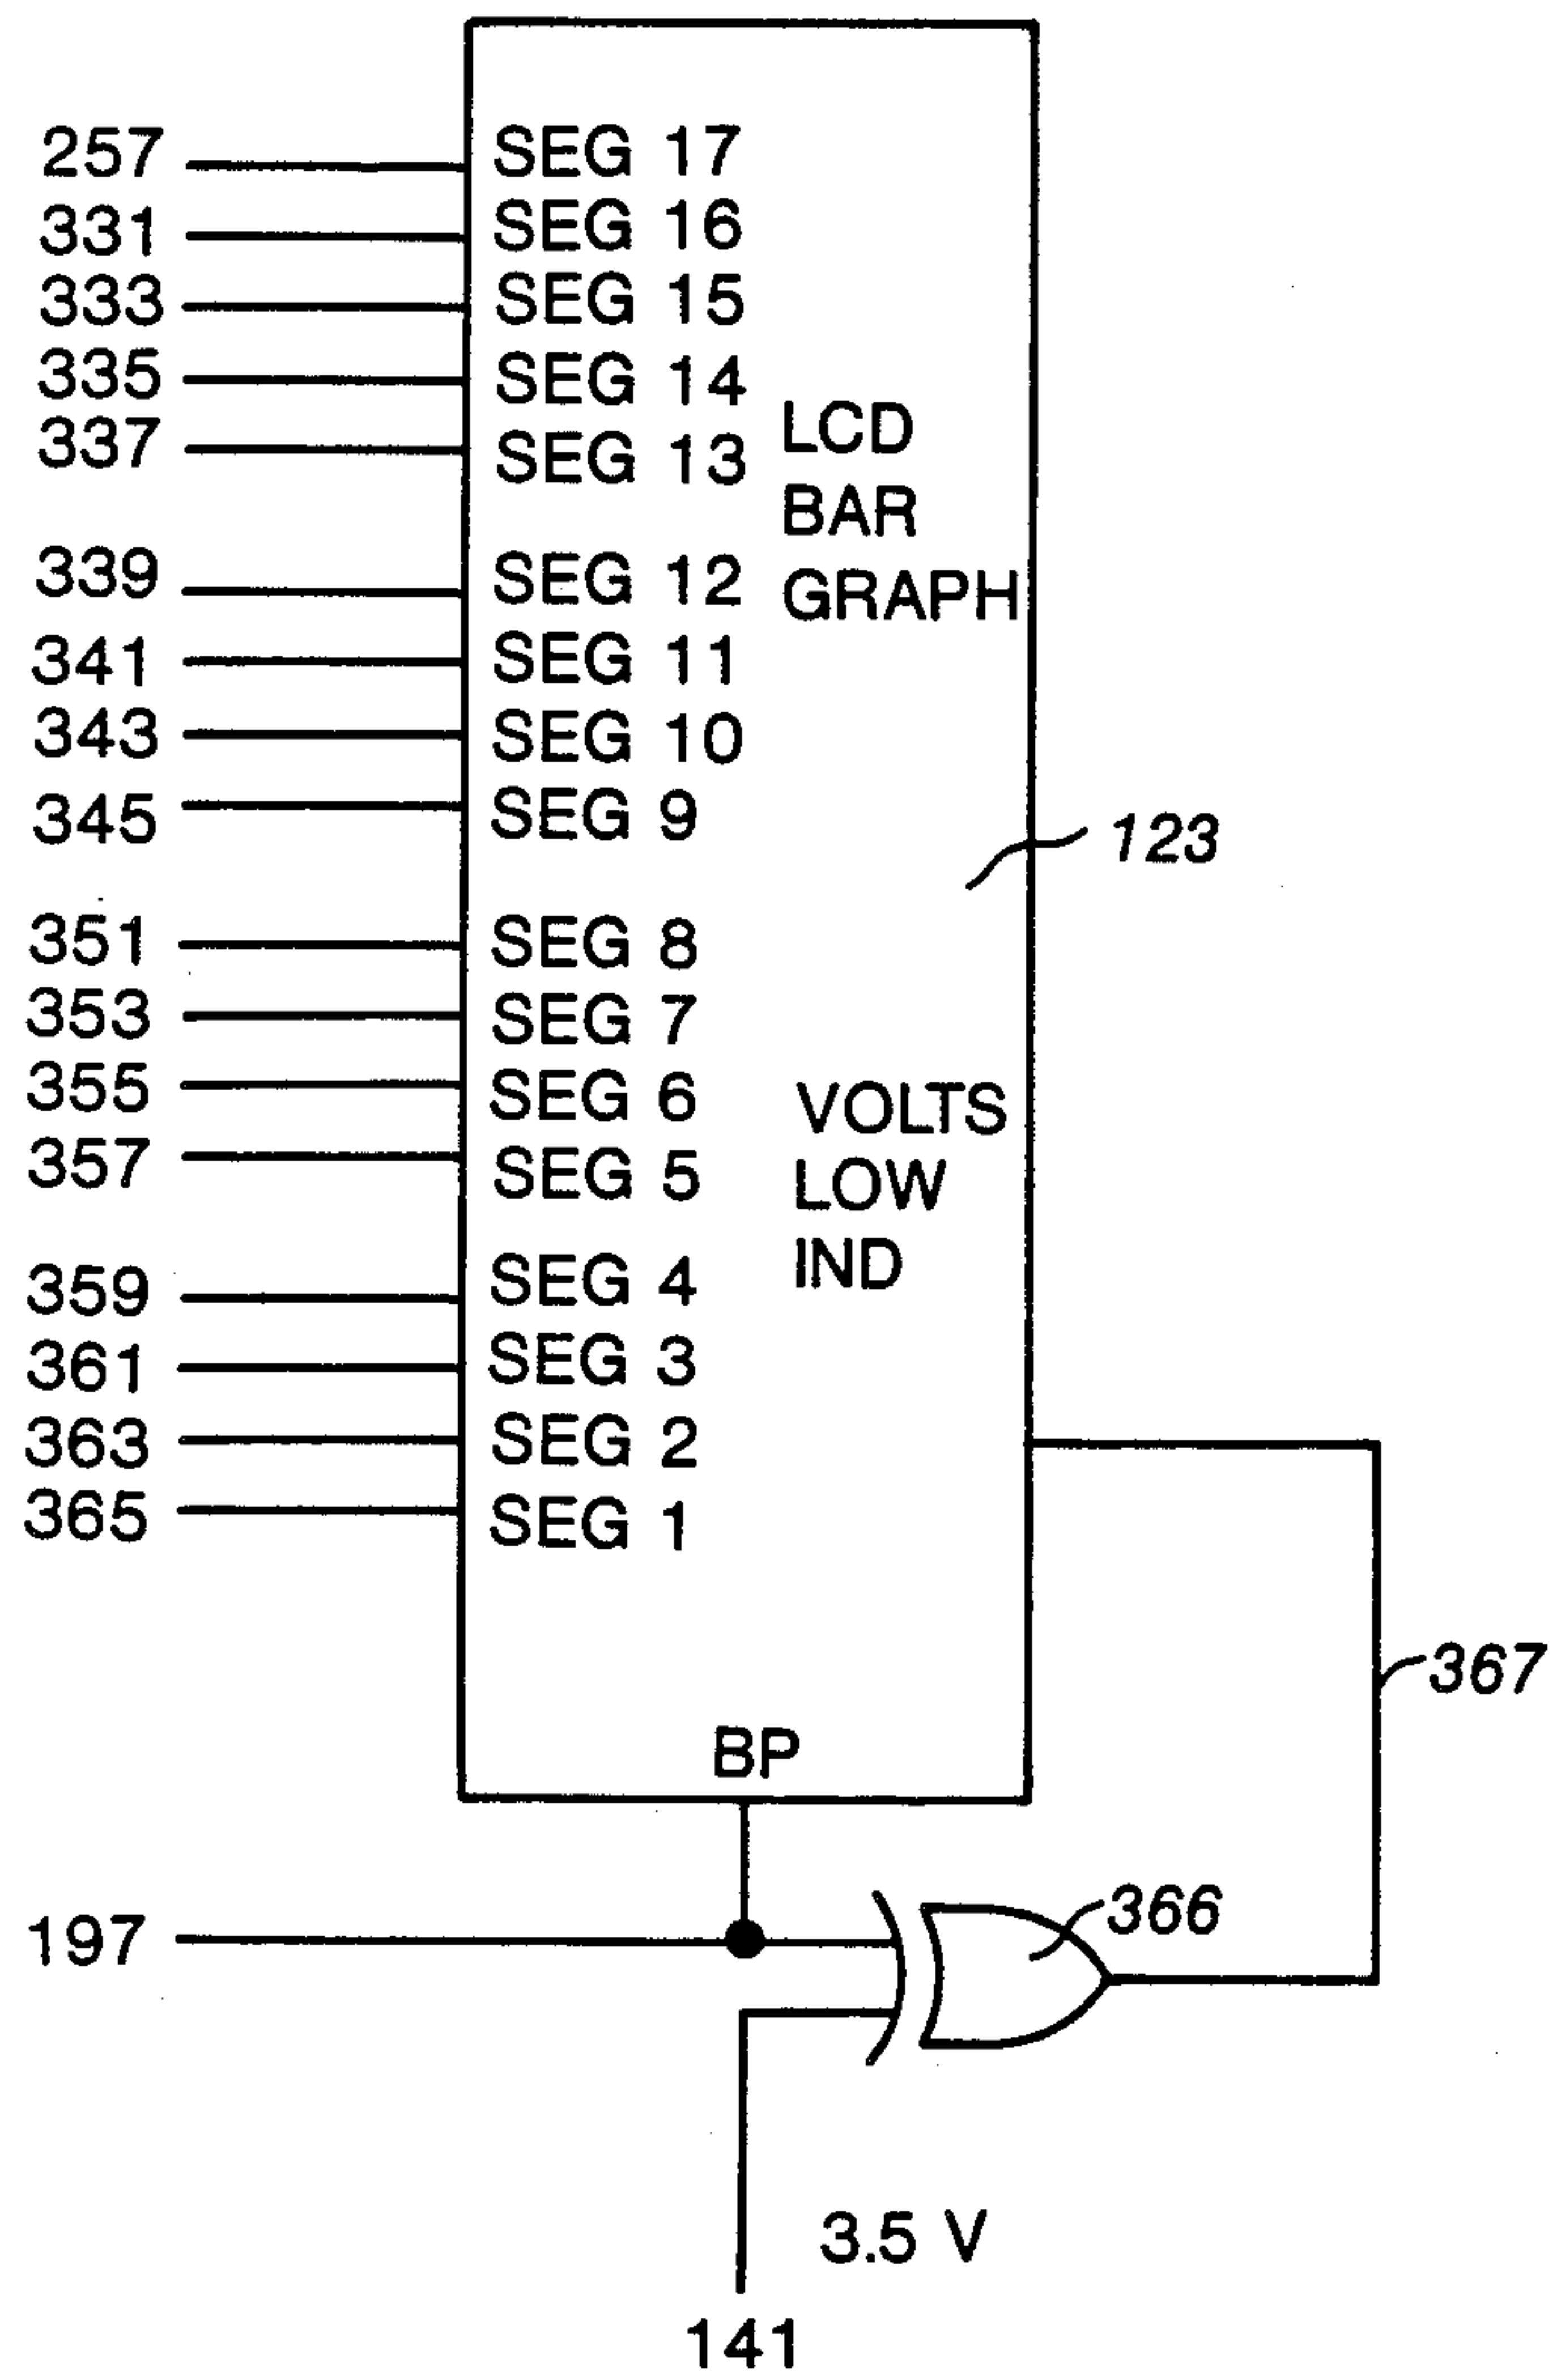 257 SEG 17
331 SEG 16
333 SEG 15
335 SEG 14
337 SEG 13
LCD
BAR
GRAPH
339 SEG 12
341 SEG 11
343 SEG 10
345 SEG 9
123
351 SEG 8
353 SEG 7
355 SEG 6
357 SEG 5
VOLTS
LOW
IND
359 SEG 4
361 SEG 3
363 SEG 2
365 SEG 1
367
BP
366
197
3.5 V
141